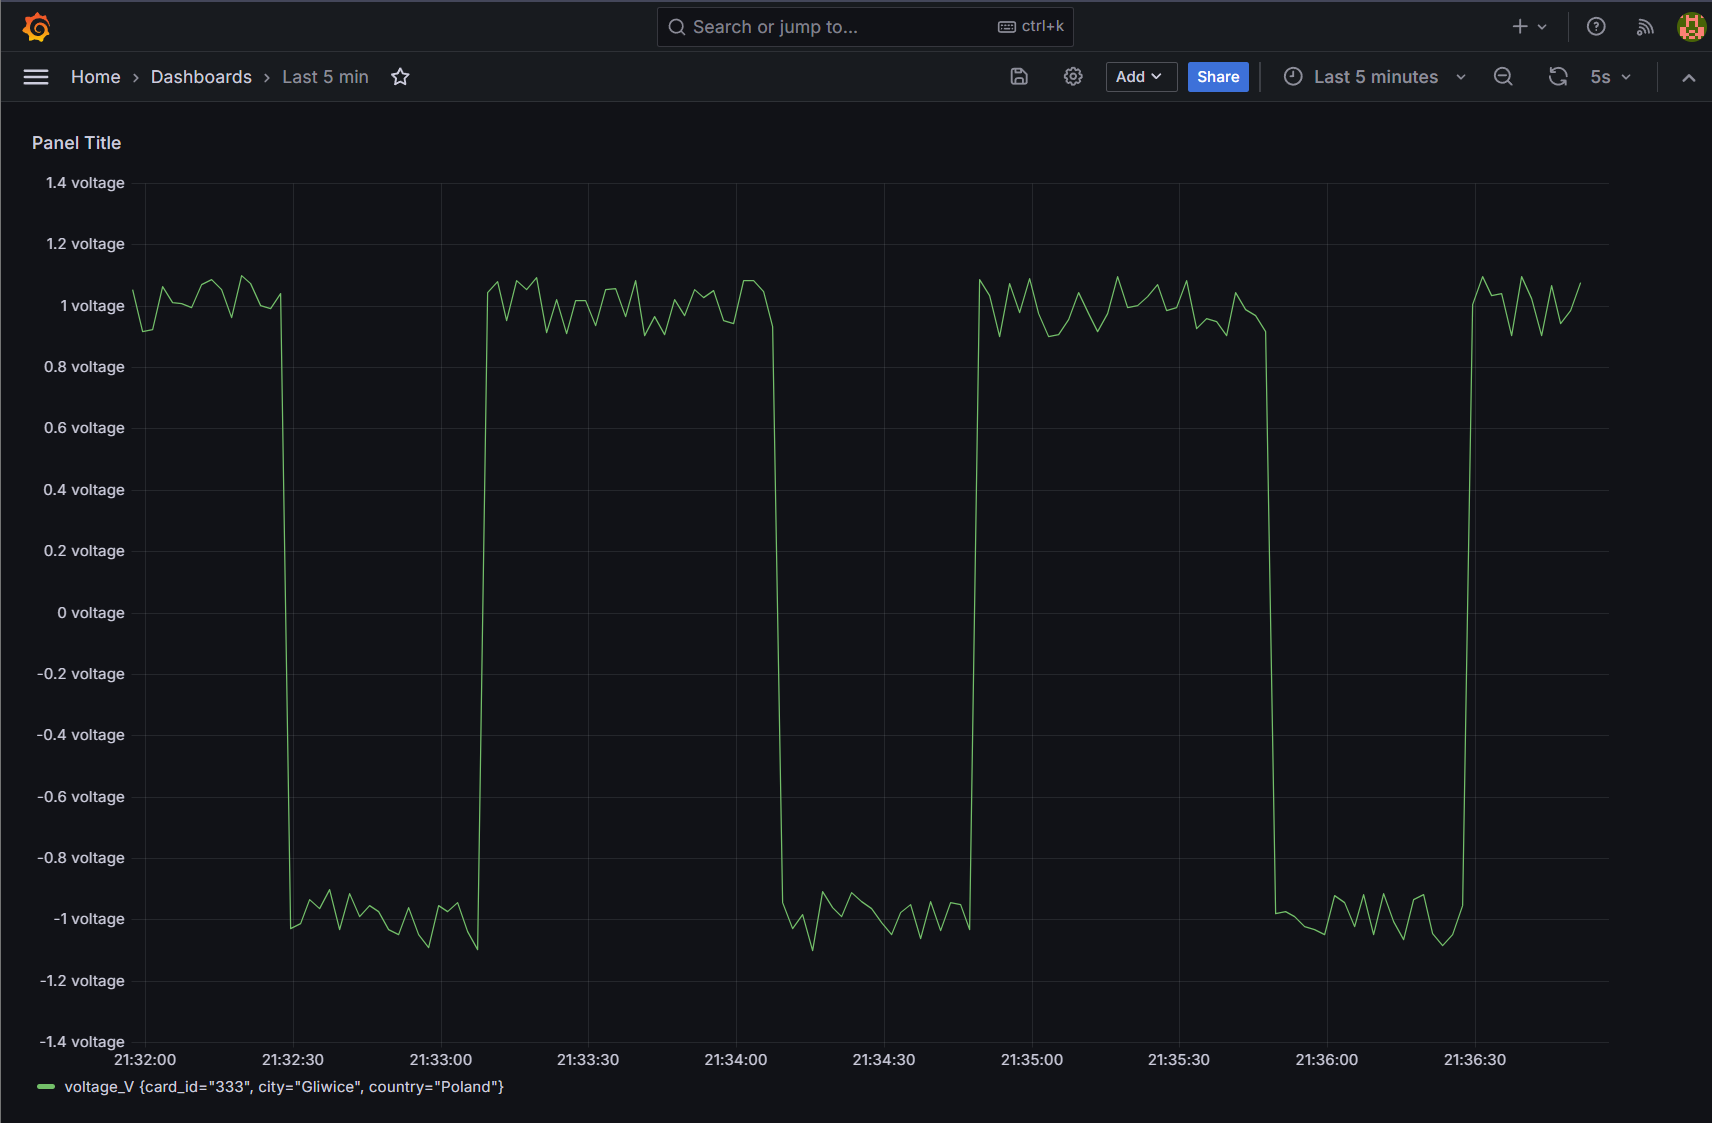 Search or jump to... ctrl+k
Home › Dashboards › Last 5 min Add Share Last 5 minutes 5s
Panel Title
1.4 voltage
1.2 voltage
1 voltage
0.8 voltage
0.6 voltage
0.4 voltage
0.2 voltage
0 voltage
-0.2 voltage
-0.4 voltage
-0.6 voltage
-0.8 voltage
-1 voltage
-1.2 voltage
-1.4 voltage
21:32:00 21:32:30 21:33:00 21:33:30 21:34:00 21:34:30 21:35:00 21:35:30 21:36:00 21:36:30
voltage_V {card_id="333", city="Gliwice", country="Poland"}